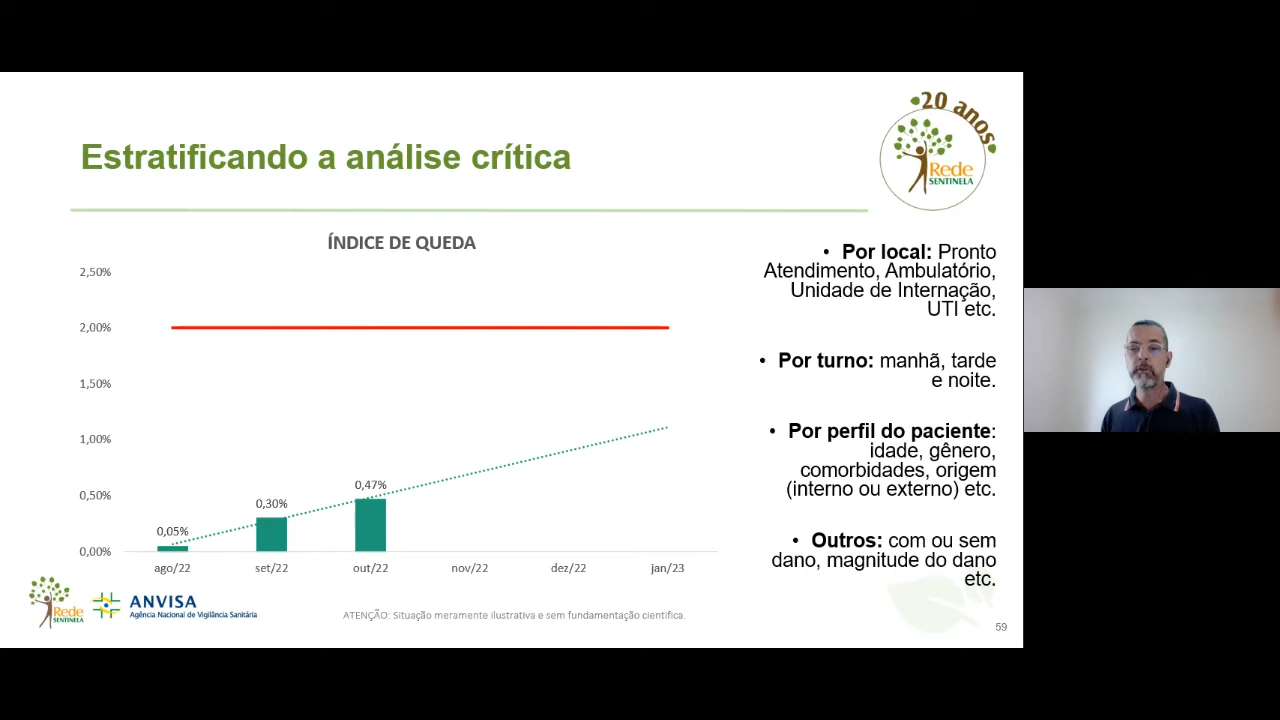 20 anos
Rede
SENTINELA
Estratificando a análise crítica
ÍNDICE DE QUEDA
2,50%
2,00%
1,50%
1,00%
0,50%
0,00%
0,05%
0,30%
0,47%
ago/22
set/22
out/22
nov/22
dez/22
jan/23
• Por local: Pronto
Atendimento, Ambulatório,
Unidade de Internação,
UTI etc.
• Por turno: manhã, tarde
e noite.
• Por perfil do paciente:
idade, gênero,
comorbidades, origem
(interno ou externo) etc.
• Outros: com ou sem
dano, magnitude do dano
etc.
Rede
SENTINELA
ANVISA
Agência Nacional de Vigilância Sanitária
ATENÇÃO: Situação meramente ilustrativa e sem fundamentação científica.
59